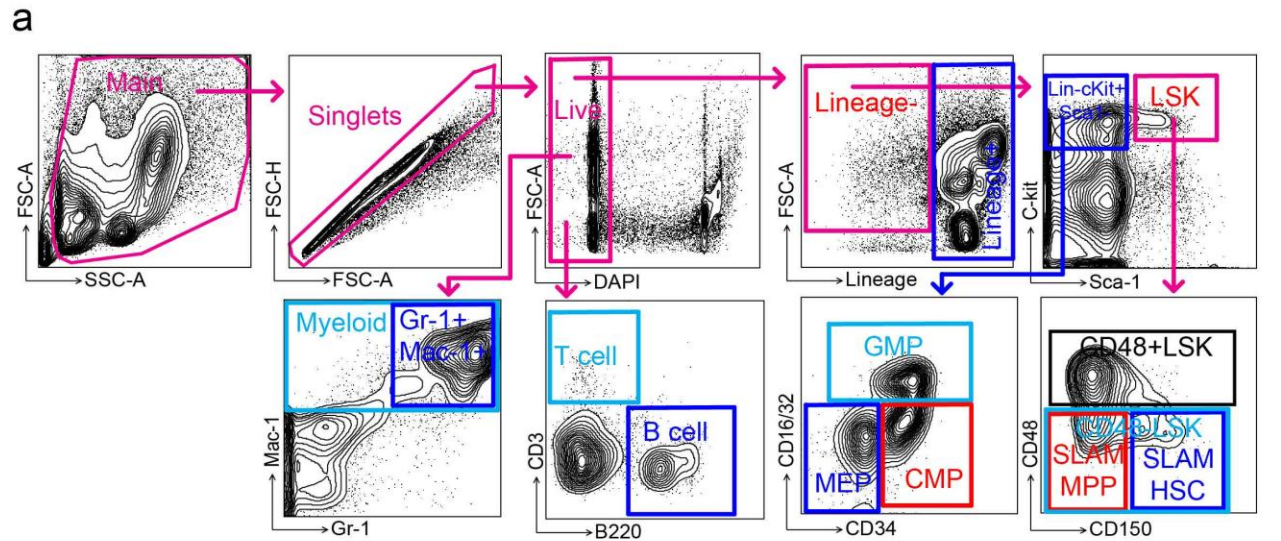 a
Main
FSC-A
SSC-A
Singlets
FSC-H
FSC-A
Live
FSC-A
DAPI
Lineage-
Lineage+
FSC-A
Lineage
Lin-cKit+
Sca1-
LSK
C-kit
Sca-1
Myeloid
Gr-1+
Mac-1+
Mac-1
Gr-1
T cell
B cell
CD3
B220
GMP
MEP
CMP
CD16/32
CD34
CD48+LSK
CD48-LSK
SLAM
MPP
SLAM
HSC
CD48
CD150